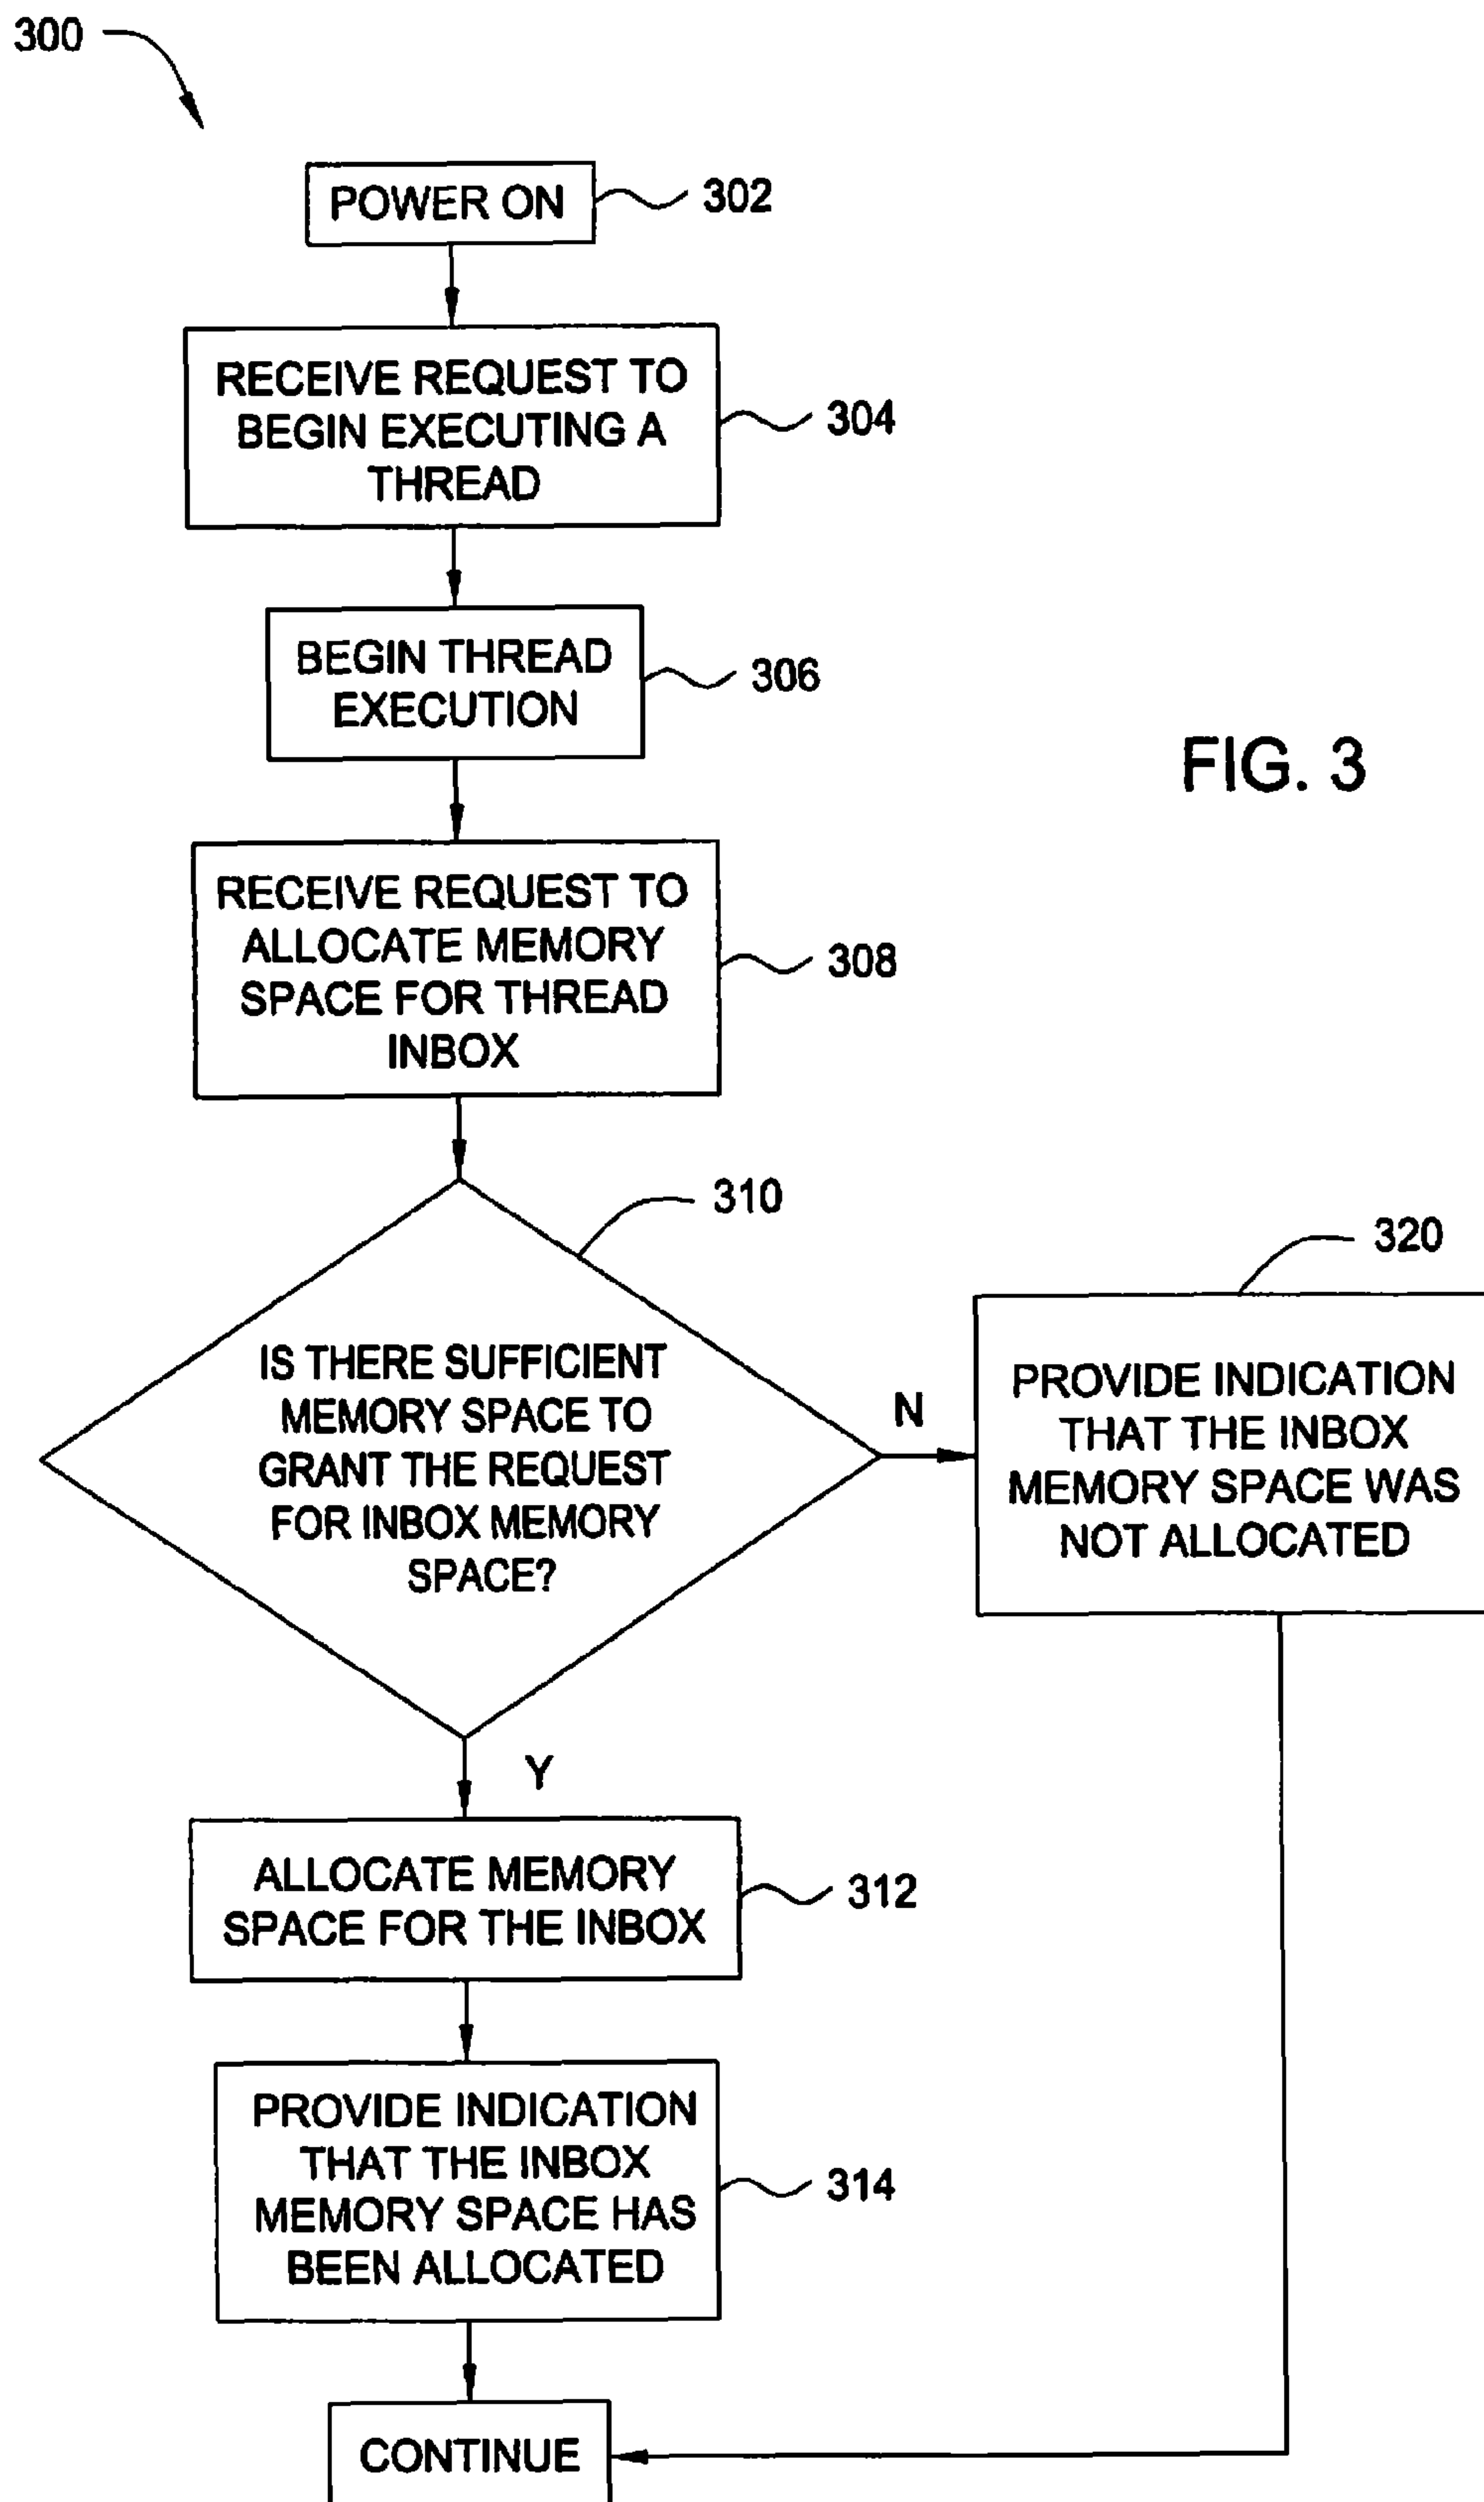 300
POWER ON
302
RECEIVE REQUEST TO
BEGIN EXECUTING A
THREAD
304
BEGIN THREAD
EXECUTION
306
FIG. 3
RECEIVE REQUEST TO
ALLOCATE MEMORY
SPACE FOR THREAD
INBOX
308
310
IS THERE SUFFICIENT
MEMORY SPACE TO
GRANT THE REQUEST
FOR INBOX MEMORY
SPACE?
N
320
PROVIDE INDICATION
THAT THE INBOX
MEMORY SPACE WAS
NOT ALLOCATED
Y
ALLOCATE MEMORY
SPACE FOR THE INBOX
312
PROVIDE INDICATION
THAT THE INBOX
MEMORY SPACE HAS
BEEN ALLOCATED
314
CONTINUE